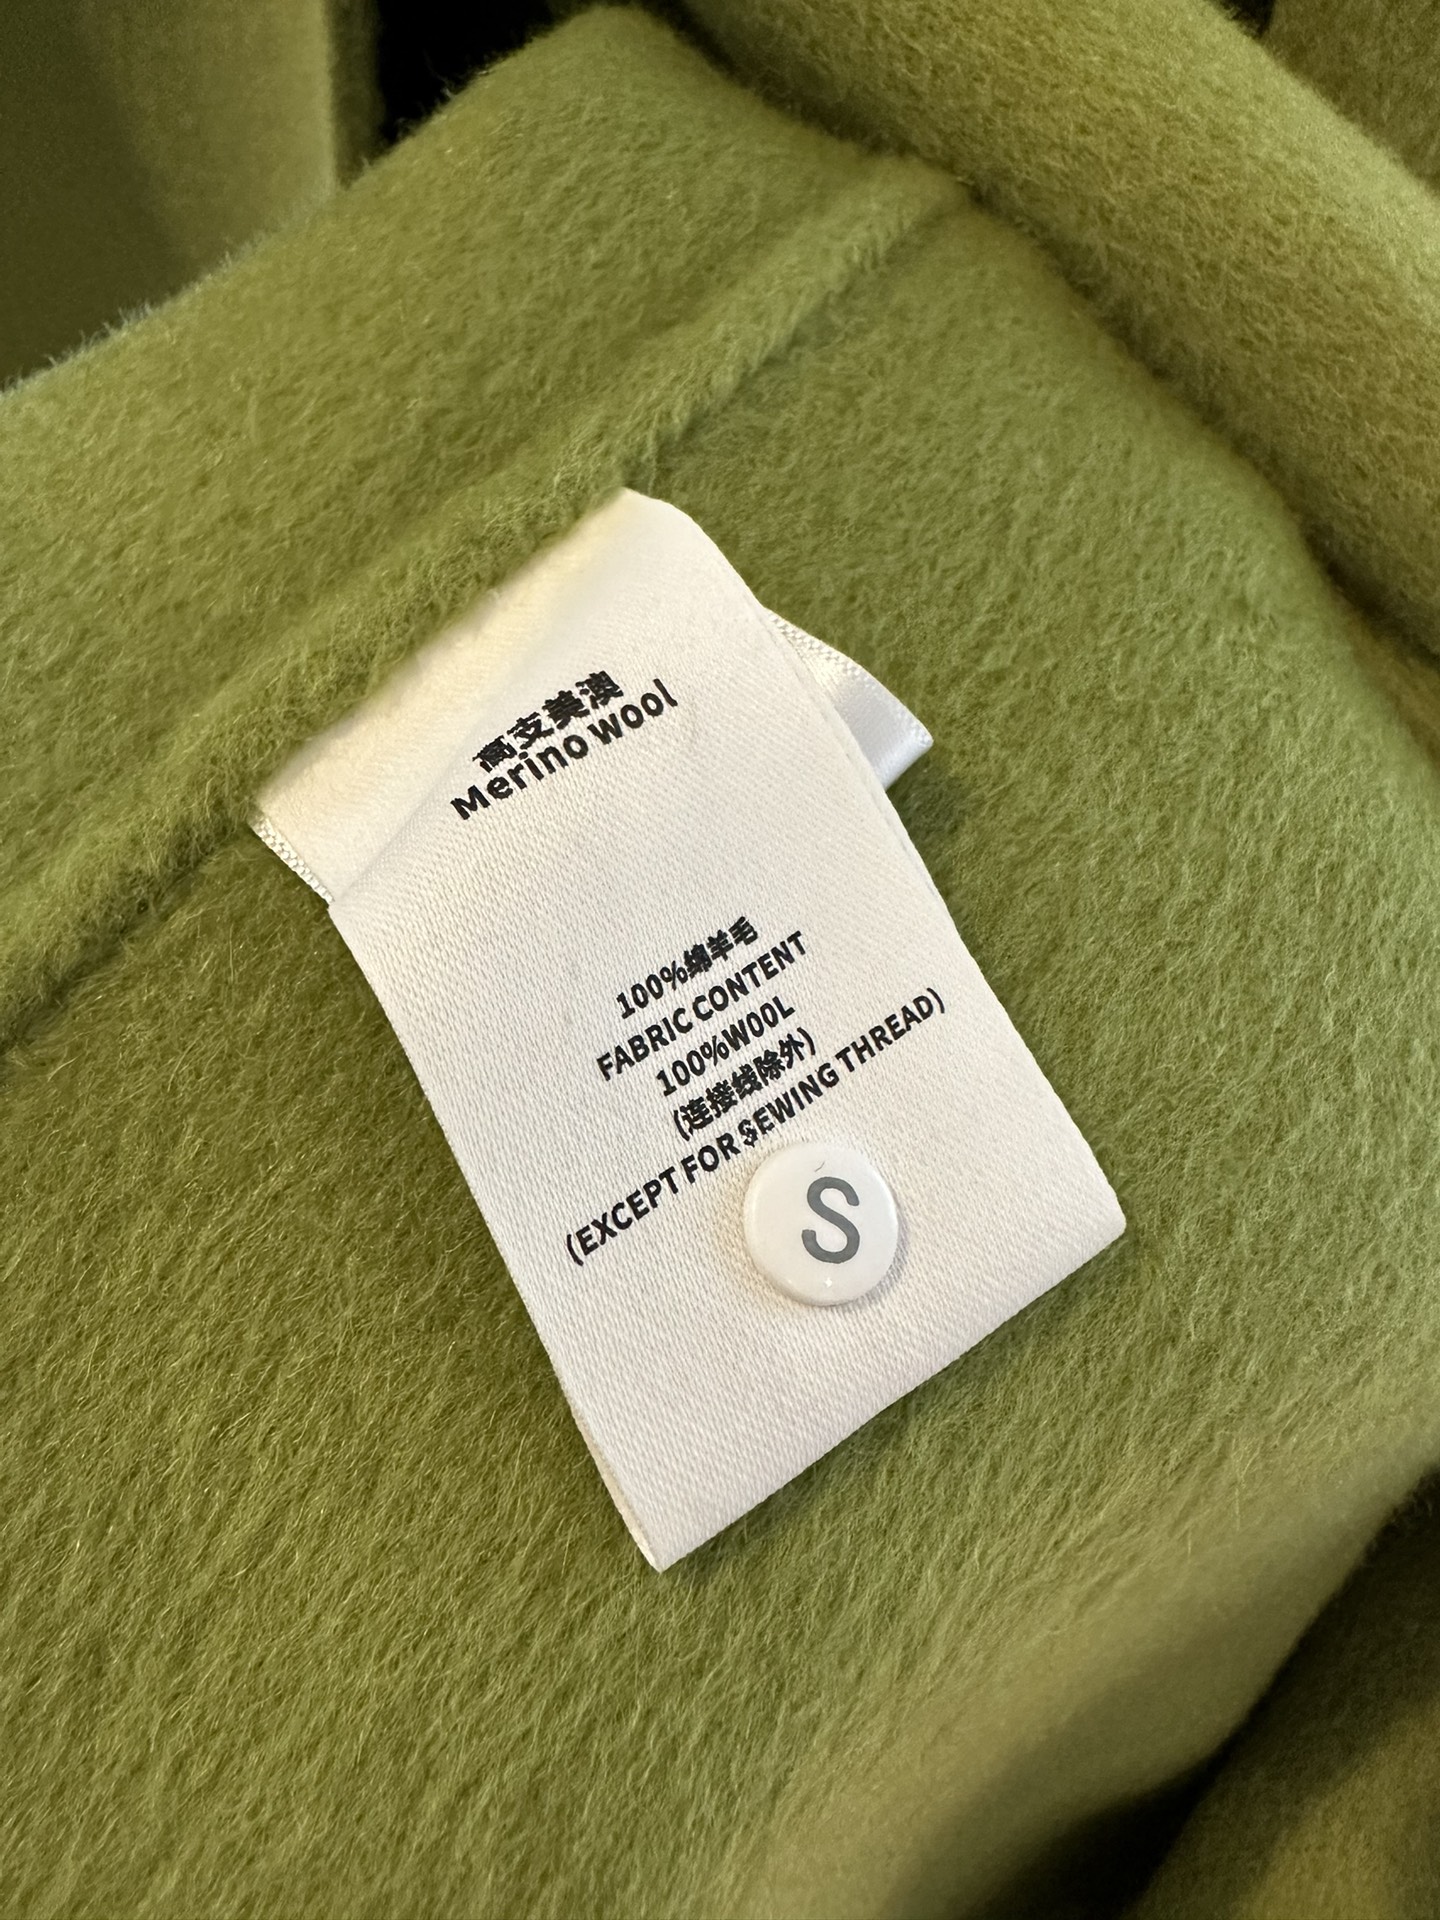 高支美澳
Merino Wool
100%绵羊毛
FABRIC CONTENT
100%WOOL
(连接线除外)
(EXCEPT FOR SEWING THREAD)
S